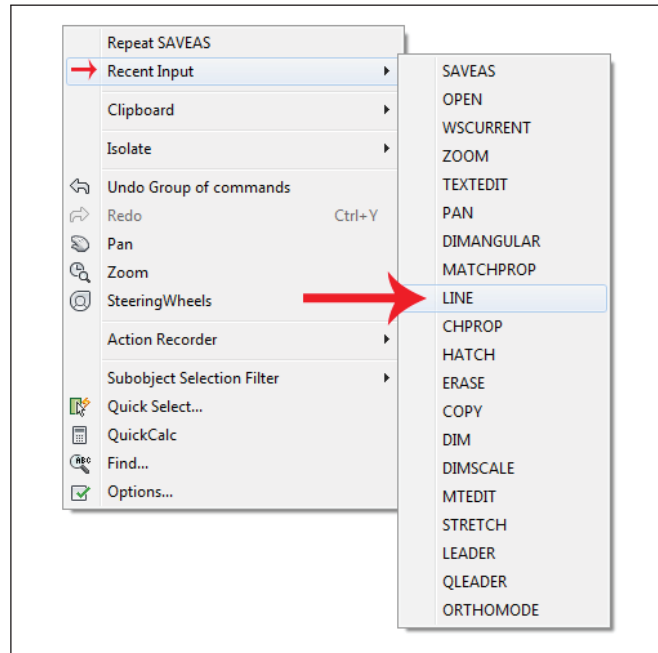 Repeat SAVEAS
Recent Input
Clipboard
Isolate
Undo Group of commands
Redo Ctrl+Y
Pan
Zoom
SteeringWheels
Action Recorder
Subobject Selection Filter
Quick Select...
QuickCalc
ABC
Find...
Options...
SAVEAS
OPEN
WSCURRENT
ZOOM
TEXTEDIT
PAN
DIMANGULAR
MATCHPROP
LINE
CHPROP
HATCH
ERASE
COPY
DIM
DIMSCALE
MTEDIT
STRETCH
LEADER
QLEADER
ORTHOMODE